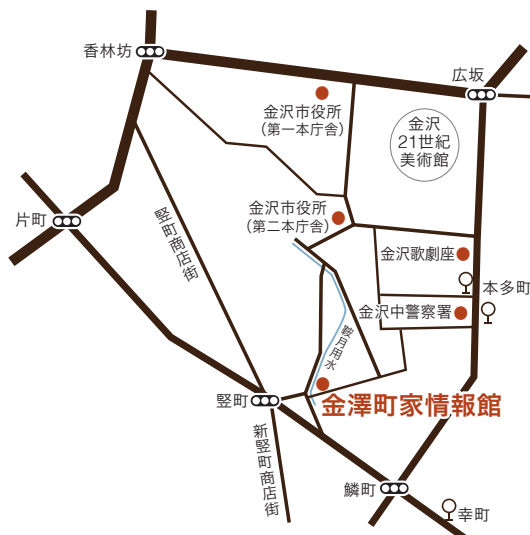 香林坊
広坂
金沢市役所
（第一本庁舎）
金沢
21世紀
美術館
片町
竪町商店街
金沢市役所
（第二本庁舎）
金沢歌劇座
本多町
金沢中警察署
鞍月用水
竪町
金澤町家情報館
新竪町商店街
鱗町
幸町